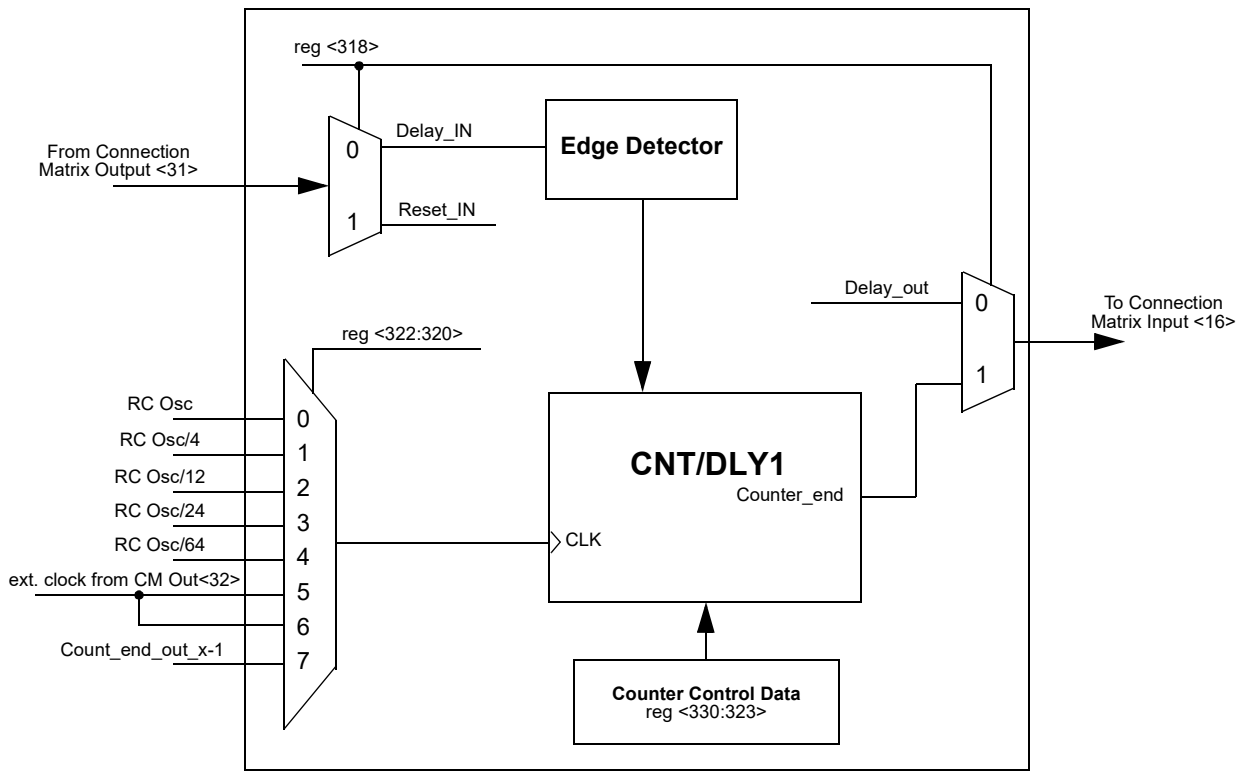 reg <318>
From Connection
Matrix Output <31>
0
1
Delay_IN
Reset_IN
Edge Detector
Delay_out
0
1
To Connection
Matrix Input <16>
reg <322:320>
RC Osc
RC Osc/4
RC Osc/12
RC Osc/24
RC Osc/64
ext. clock from CM Out<32>
Count_end_out_x-1
0
1
2
3
4
5
6
7
CNT/DLY1
Counter_end
CLK
Counter Control Data
reg <330:323>